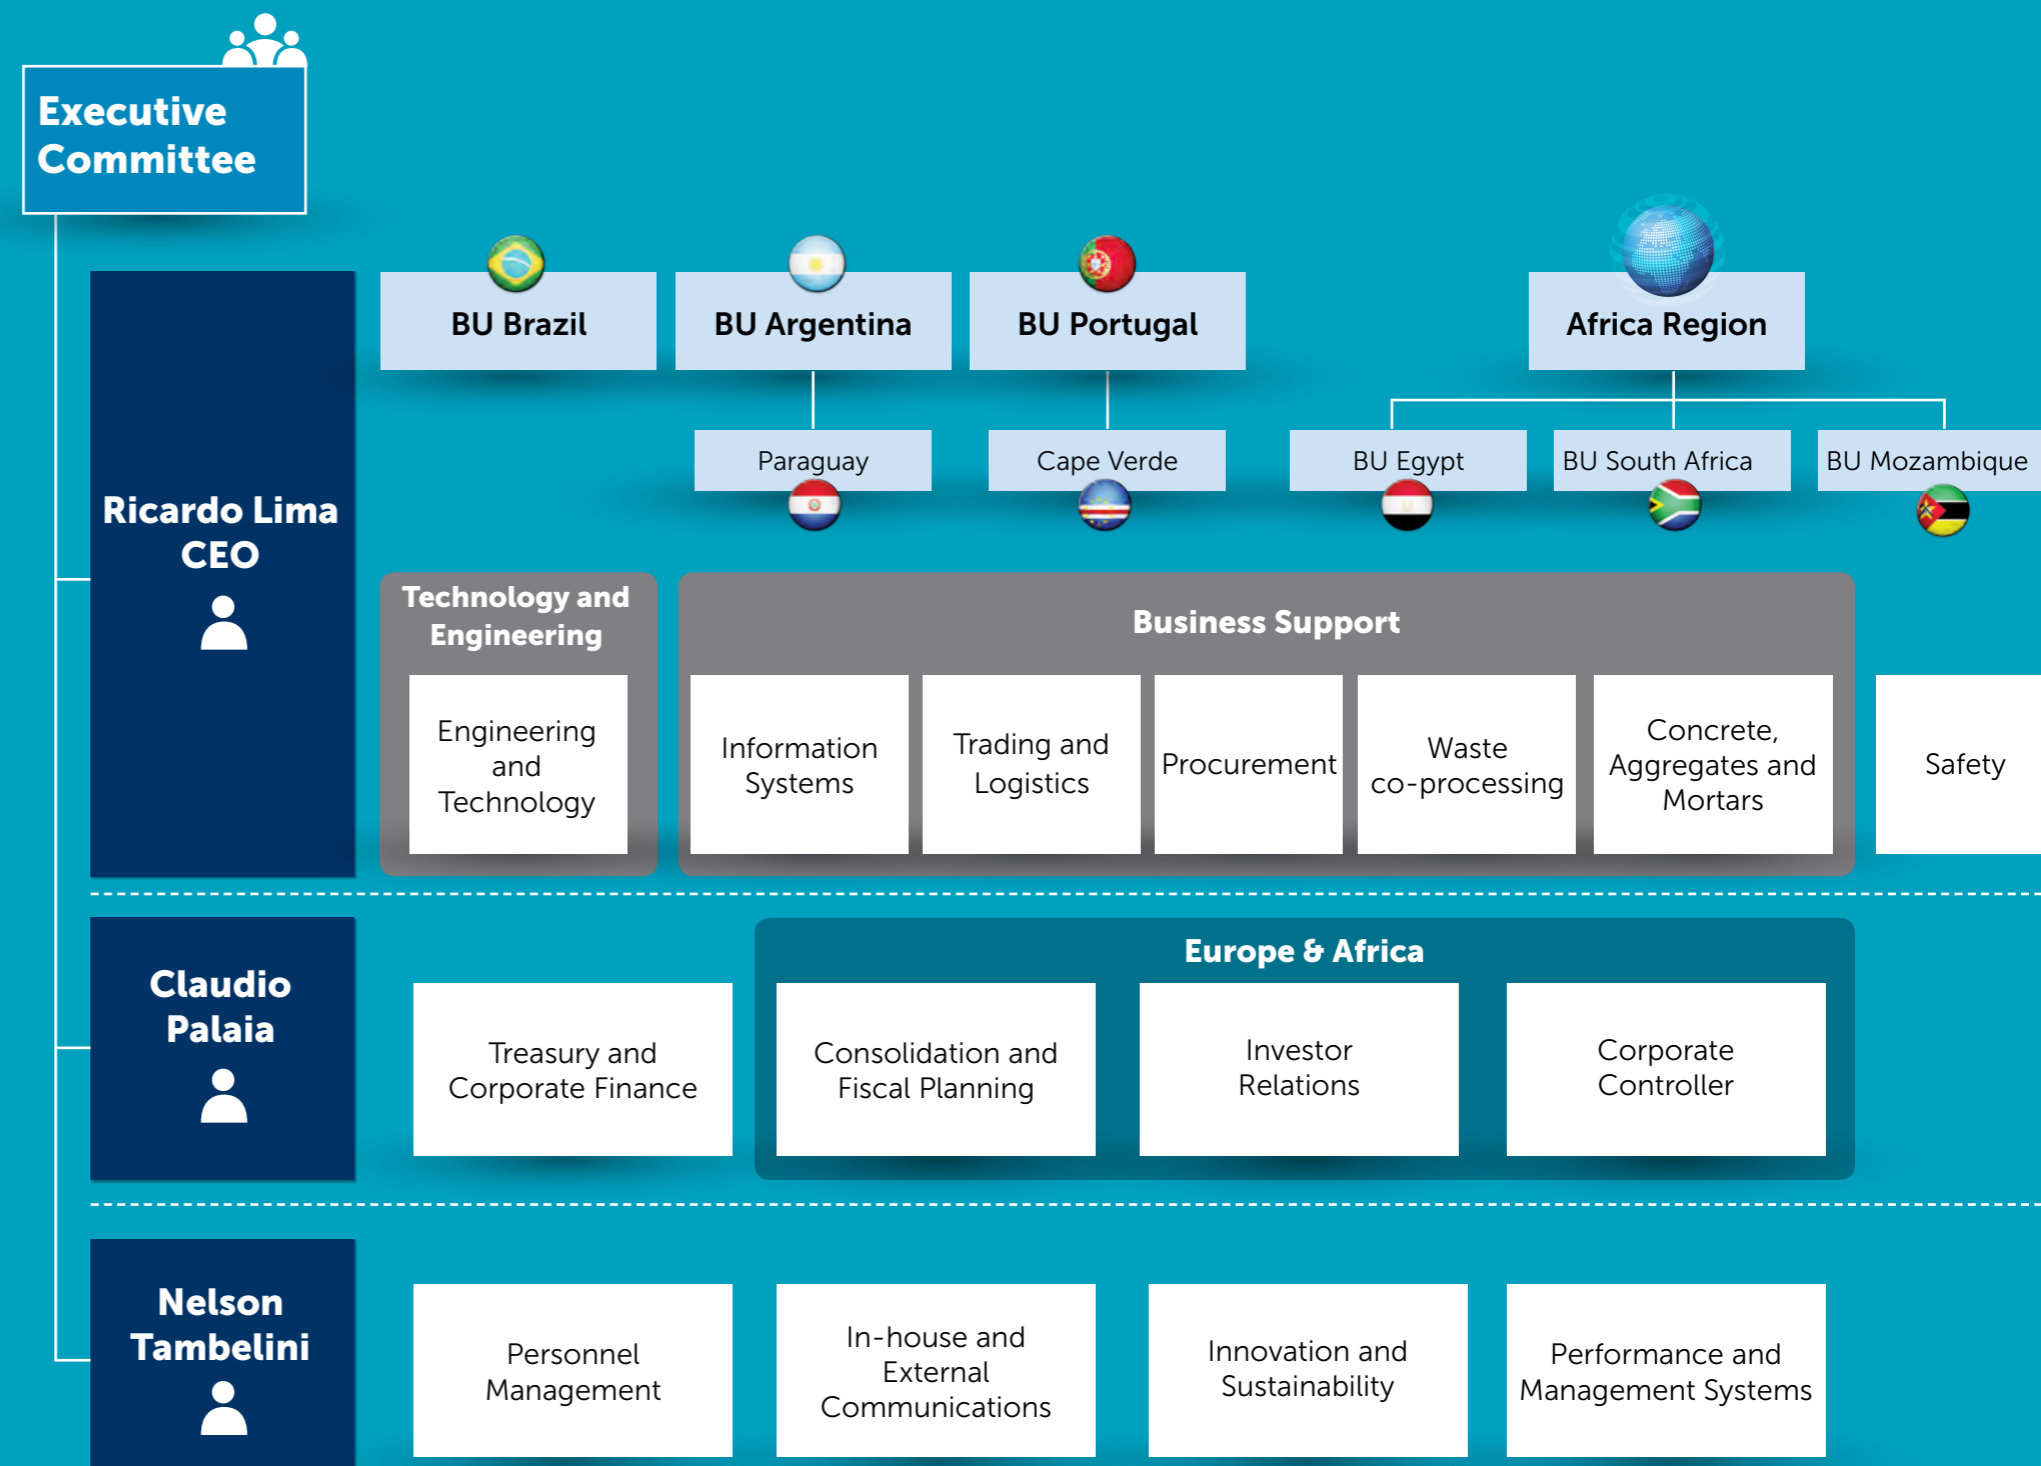 Executive
Committee
BU Brazil
BU Argentina
BU Portugal
Africa Region
Paraguay
Cape Verde
BU Egypt
BU South Africa
BU Mozambique
Ricardo Lima
CEO
Technology and
Engineering
Business Support
Engineering
and
Technology
Information
Systems
Trading and
Logistics
Procurement
Waste
co-processing
Concrete,
Aggregates and
Mortars
Safety
Claudio
Palaia
Europe & Africa
Treasury and
Corporate Finance
Consolidation and
Fiscal Planning
Investor
Relations
Corporate
Controller
Nelson
Tambelini
Personnel
Management
In-house and
External
Communications
Innovation and
Sustainability
Performance and
Management Systems